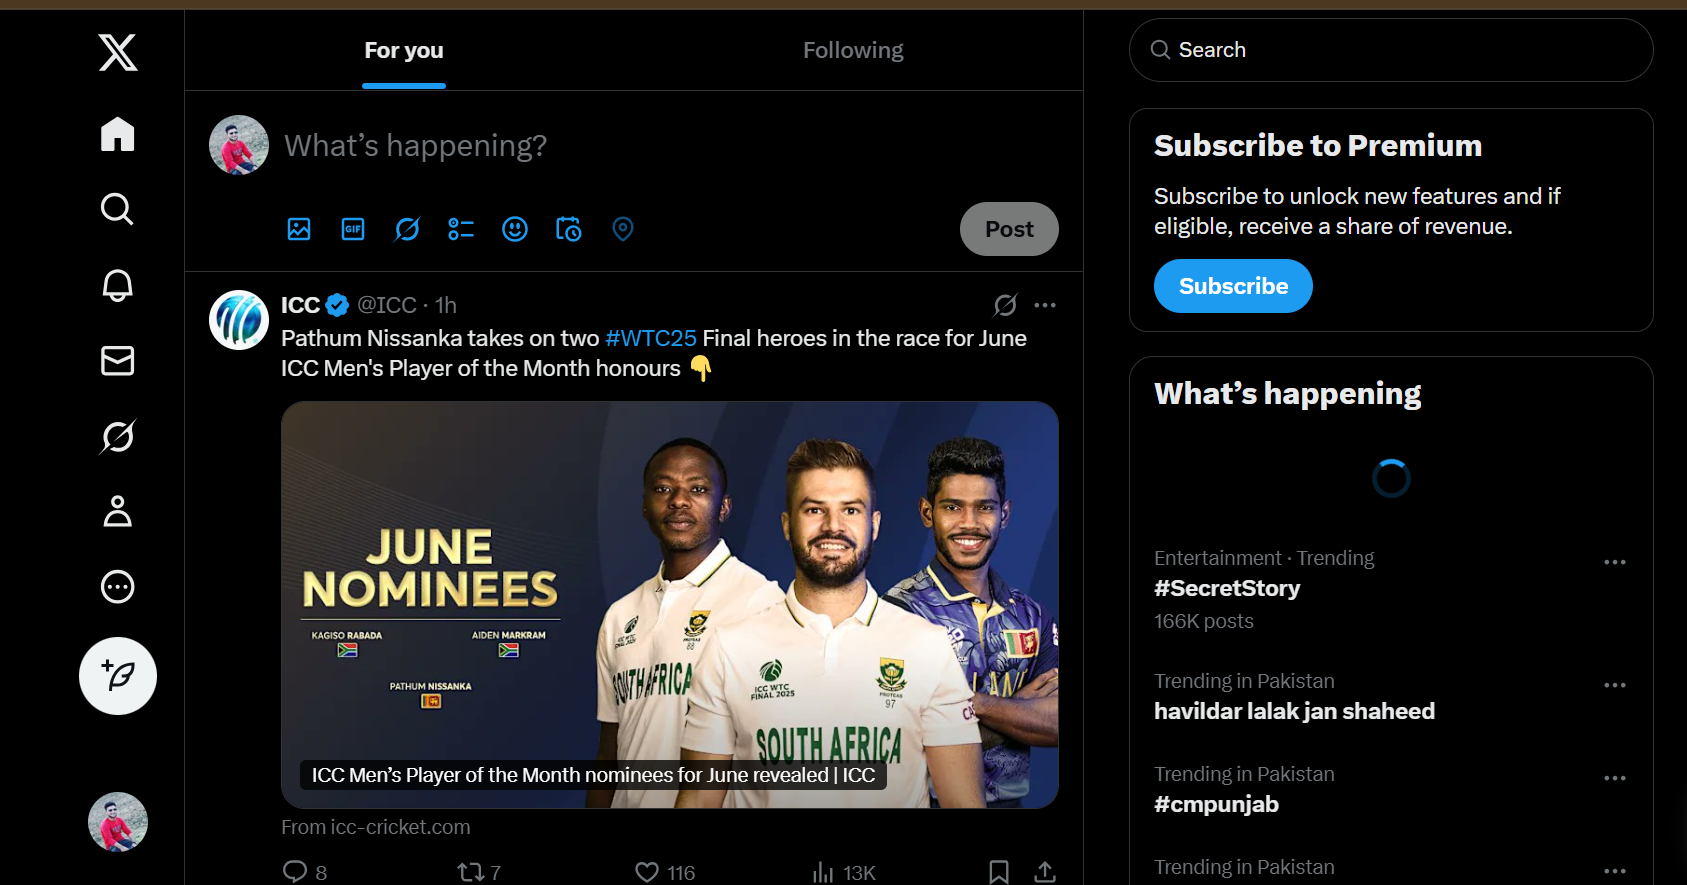 For you
Following
Search
What's happening?
GIF
Post
Subscribe to Premium
Subscribe to unlock new features and if
eligible, receive a share of revenue.
Subscribe
ICC @ICC · 1h
Pathum Nissanka takes on two #WTC25 Final heroes in the race for June
ICC Men's Player of the Month honours 👇
JUNE
NOMINEES
KAGISO RABADA
AIDEN MARKRAM
PATHUM NISSANKA
88
SOUTH AFRICA
ICC WTC
FINAL 2025
PROTEAS
97
SOUTH AFRICA
ICC Men's Player of the Month nominees for June revealed | ICC
From icc-cricket.com
8
7
116
13K
What's happening
Entertainment · Trending
#SecretStory
166K posts
Trending in Pakistan
havildar lalak jan shaheed
Trending in Pakistan
#cmpunjab
Trending in Pakistan